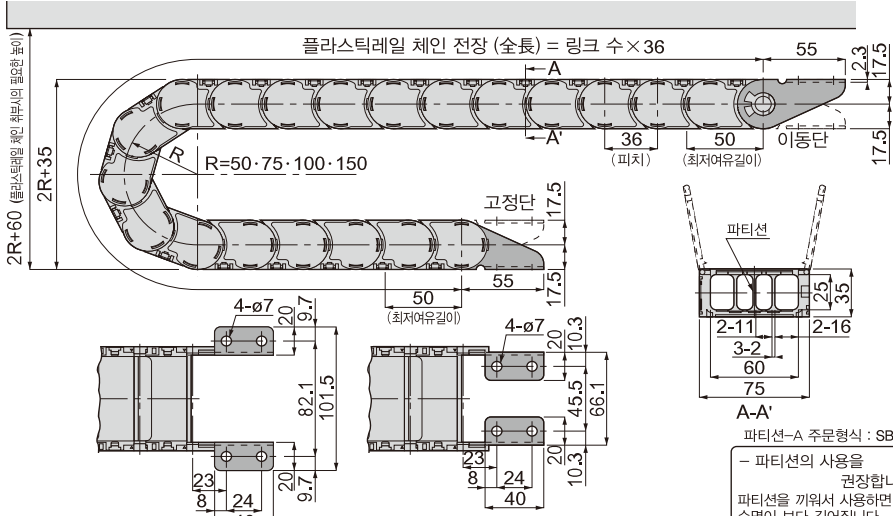 플라스틱레일 체인 전장 (全長) = 링크 수×36
55
2.3
17.5
17.5
A
A'
이동단
36
(피치)
50
(최저여유길이)
2R+60 (플라스틱레일 체인 취부시의 필요한 높이)
2R+35
R
R=50·75·100·150
고정단
17.5
17.5
50
(최저여유길이)
55
파티션
25
35
2-11
2-16
3-2
60
75
A-A'
4-ø7
20
9.7
82.1
101.5
20
9.7
23
8
24
4-ø7
20
10.3
45.5
66.1
20
10.3
23
8
24
40
파티션-A 주문형식 : SB
- 파티션의 사용을
권장합니
파티션을 끼워서 사용하면